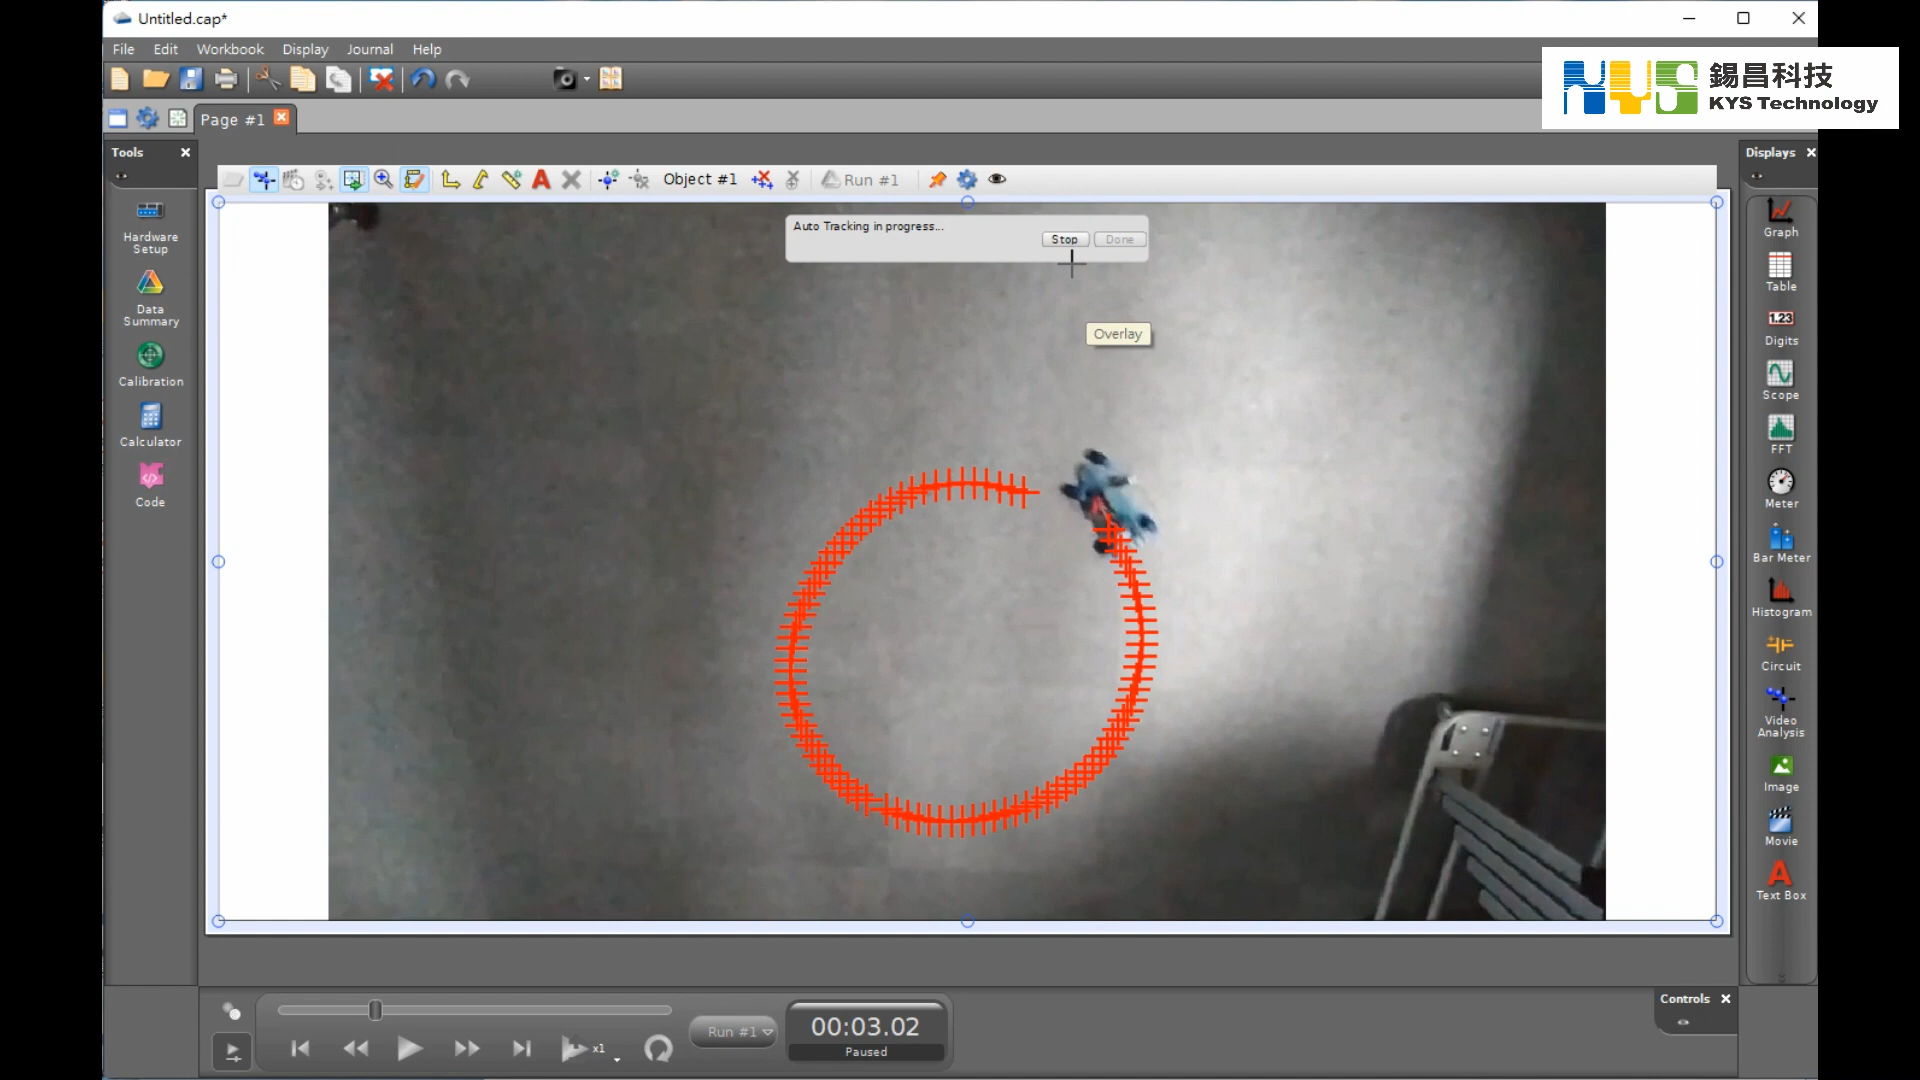 Untitled.cap*
File Edit Workbook Display Journal Help
錫昌科技
KYS Technology
Page #1
Tools
Displays
Object #1
Run #1
Auto Tracking in progress...
Stop
Done
Overlay
Hardware
Setup
Data
Summary
Calibration
Calculator
Code
Graph
Table
1.23
Digits
Scope
FFT
Meter
Bar Meter
Histogram
Circuit
Video
Analysis
Image
Movie
A
Text Box
Controls
x1
Run #1
00:03.02
Paused